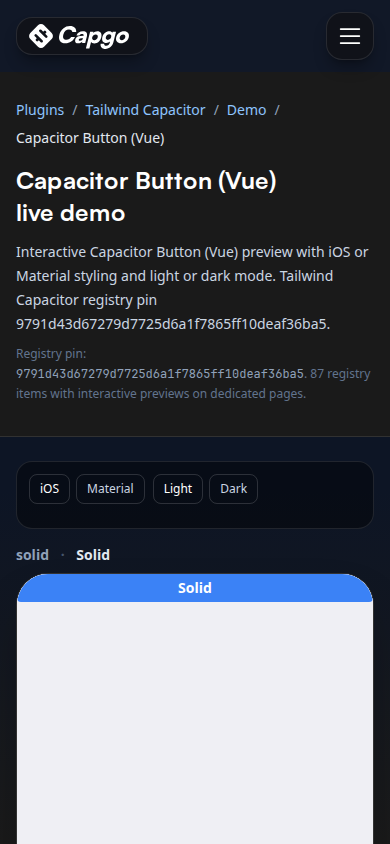 Capgo
Plugins / Tailwind Capacitor / Demo /
Capacitor Button (Vue)
Capacitor Button (Vue)
live demo
Interactive Capacitor Button (Vue) preview with iOS or
Material styling and light or dark mode. Tailwind
Capacitor registry pin
9791d43d67279d7725d6a1f7865ff10deaf36ba5.
Registry pin:
9791d43d67279d7725d6a1f7865ff10deaf36ba5. 87 registry
items with interactive previews on dedicated pages.
iOS Material Light Dark
solid · Solid
Solid